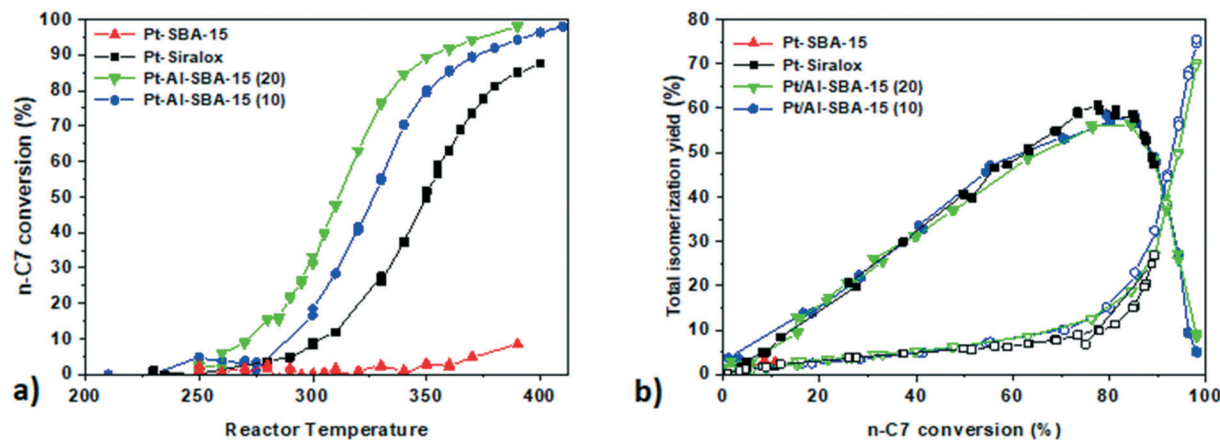 100
90
80
70
60
50
40
30
20
10
0
n-C7 conversion (%)
Pt-SBA-15
Pt-Siralox
Pt-Al-SBA-15 (20)
Pt-Al-SBA-15 (10)
200 250 300 350 400
Reactor Temperature
a)
80
70
60
50
40
30
20
10
0
Total isomerization yield (%)
Pt-SBA-15
Pt-Siralox
Pt/Al-SBA-15 (20)
Pt/Al-SBA-15 (10)
0 20 40 60 80 100
n-C7 conversion (%)
b)